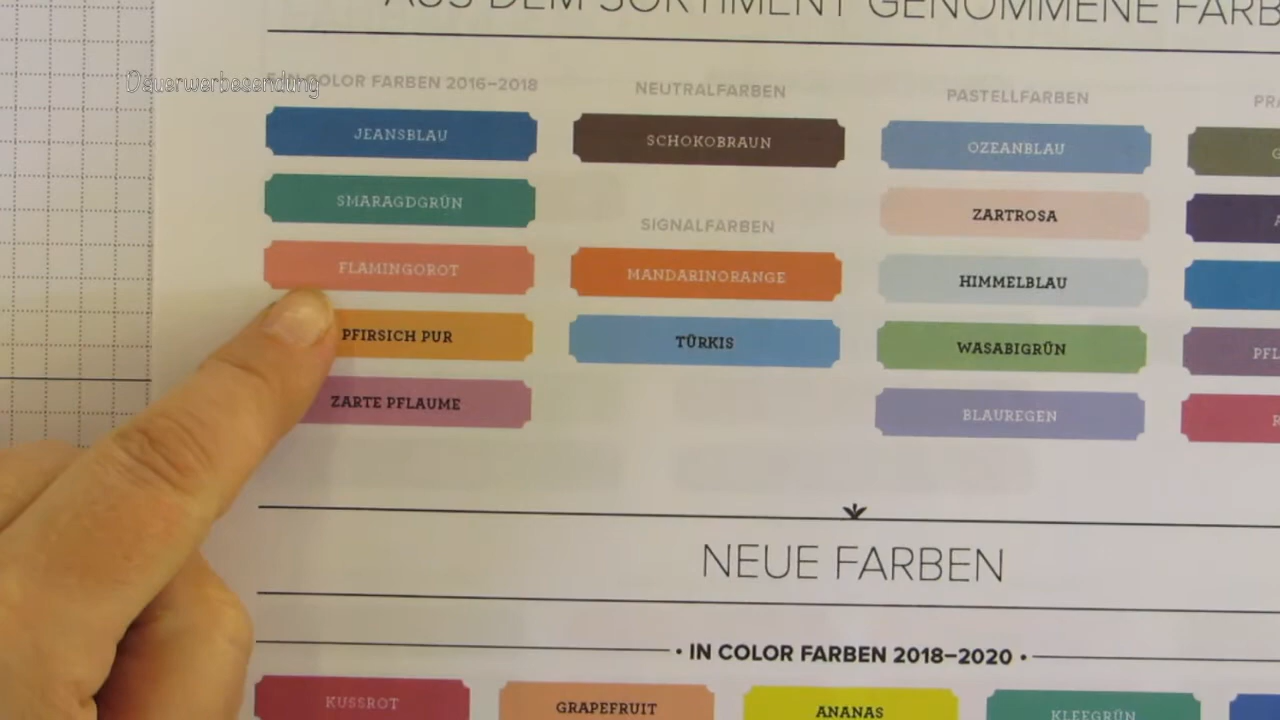 AUS DEM SORTIMENT GENOMMENE FARB
Dauerwerbesendung
COLOR FARBEN 2016–2018
JEANSBLAU
SMARAGDGRÜN
FLAMINGOROT
PFIRSICH PUR
ZARTE PFLAUME
NEUTRALFARBEN
SCHOKOBRAUN
SIGNALFARBEN
MANDARINORANGE
TÜRKIS
PASTELLFARBEN
OZEANBLAU
ZARTROSA
HIMMELBLAU
WASABIGRÜN
BLAUREGEN
NEUE FARBEN
• IN COLOR FARBEN 2018–2020 •
KUSSROT
GRAPEFRUIT
ANANAS
KLEEGRÜN